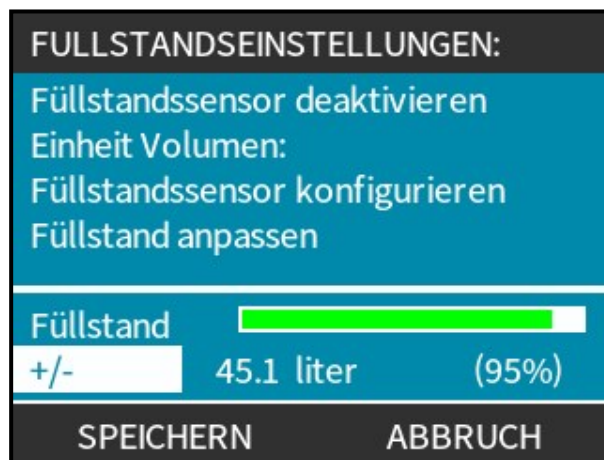 FULLSTANDSEINSTELLUNGEN:
Füllstandssensor deaktivieren
Einheit Volumen:
Füllstandssensor konfigurieren
Füllstand anpassen
Füllstand
+/- 45.1 liter (95%)
SPEICHERN ABBRUCH